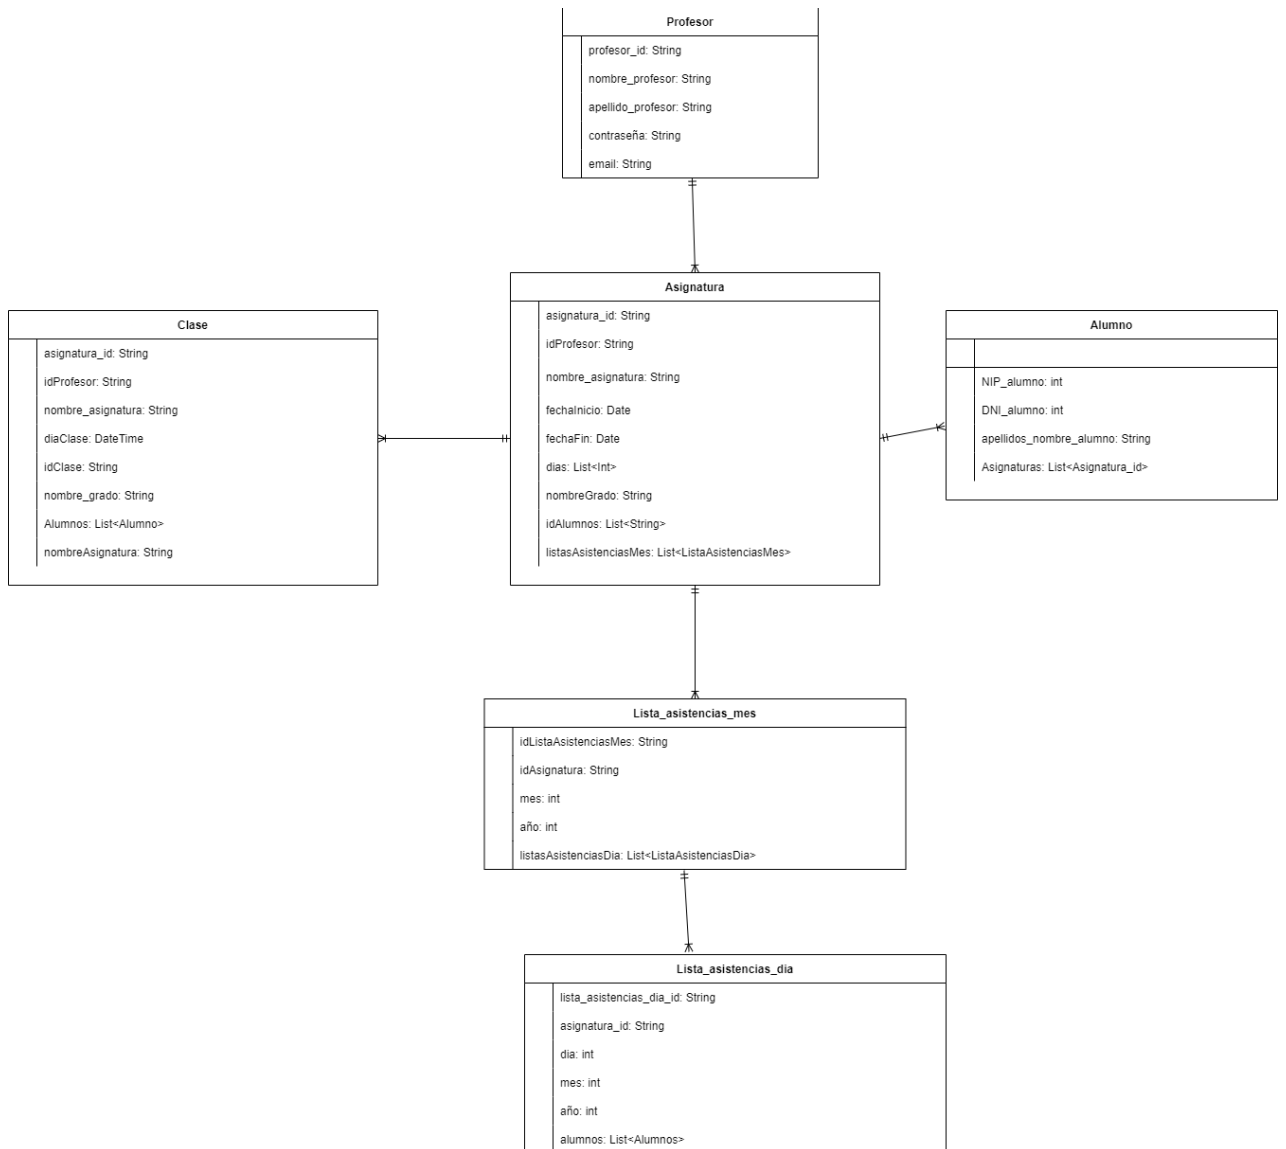 Profesor
profesor_id: String
nombre_profesor: String
apellido_profesor: String
contraseña: String
email: String
Asignatura
asignatura_id: String
idProfesor: String
nombre_asignatura: String
fechaInicio: Date
fechaFin: Date
dias: List<Int>
nombreGrado: String
idAlumnos: List<String>
listasAsistenciasMes: List<ListaAsistenciasMes>
Clase
asignatura_id: String
idProfesor: String
nombre_asignatura: String
diaClase: DateTime
idClase: String
nombre_grado: String
Alumnos: List<Alumno>
nombreAsignatura: String
Alumno
NIP_alumno: int
DNI_alumno: int
apellidos_nombre_alumno: String
Asignaturas: List<Asignatura_id>
Lista_asistencias_mes
idListaAsistenciasMes: String
idAsignatura: String
mes: int
año: int
listasAsistenciasDia: List<ListaAsistenciasDia>
Lista_asistencias_dia
lista_asistencias_dia_id: String
asignatura_id: String
dia: int
mes: int
año: int
alumnos: List<Alumnos>